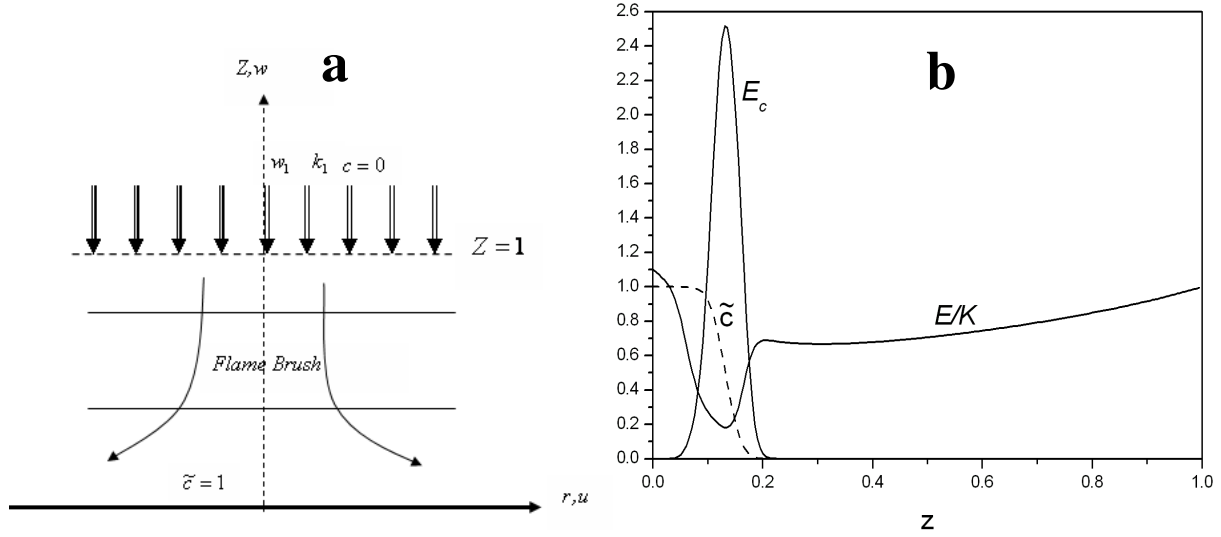 a
Z,w
w₁ k₁ c = 0
Z = 1
Flame Brush
c̃ = 1
r,u
b
2.6
2.4
2.2
2.0
1.8
1.6
1.4
1.2
1.0
0.8
0.6
0.4
0.2
0.0
E_c
c̃
E/K
0.0 0.2 0.4 0.6 0.8 1.0
z